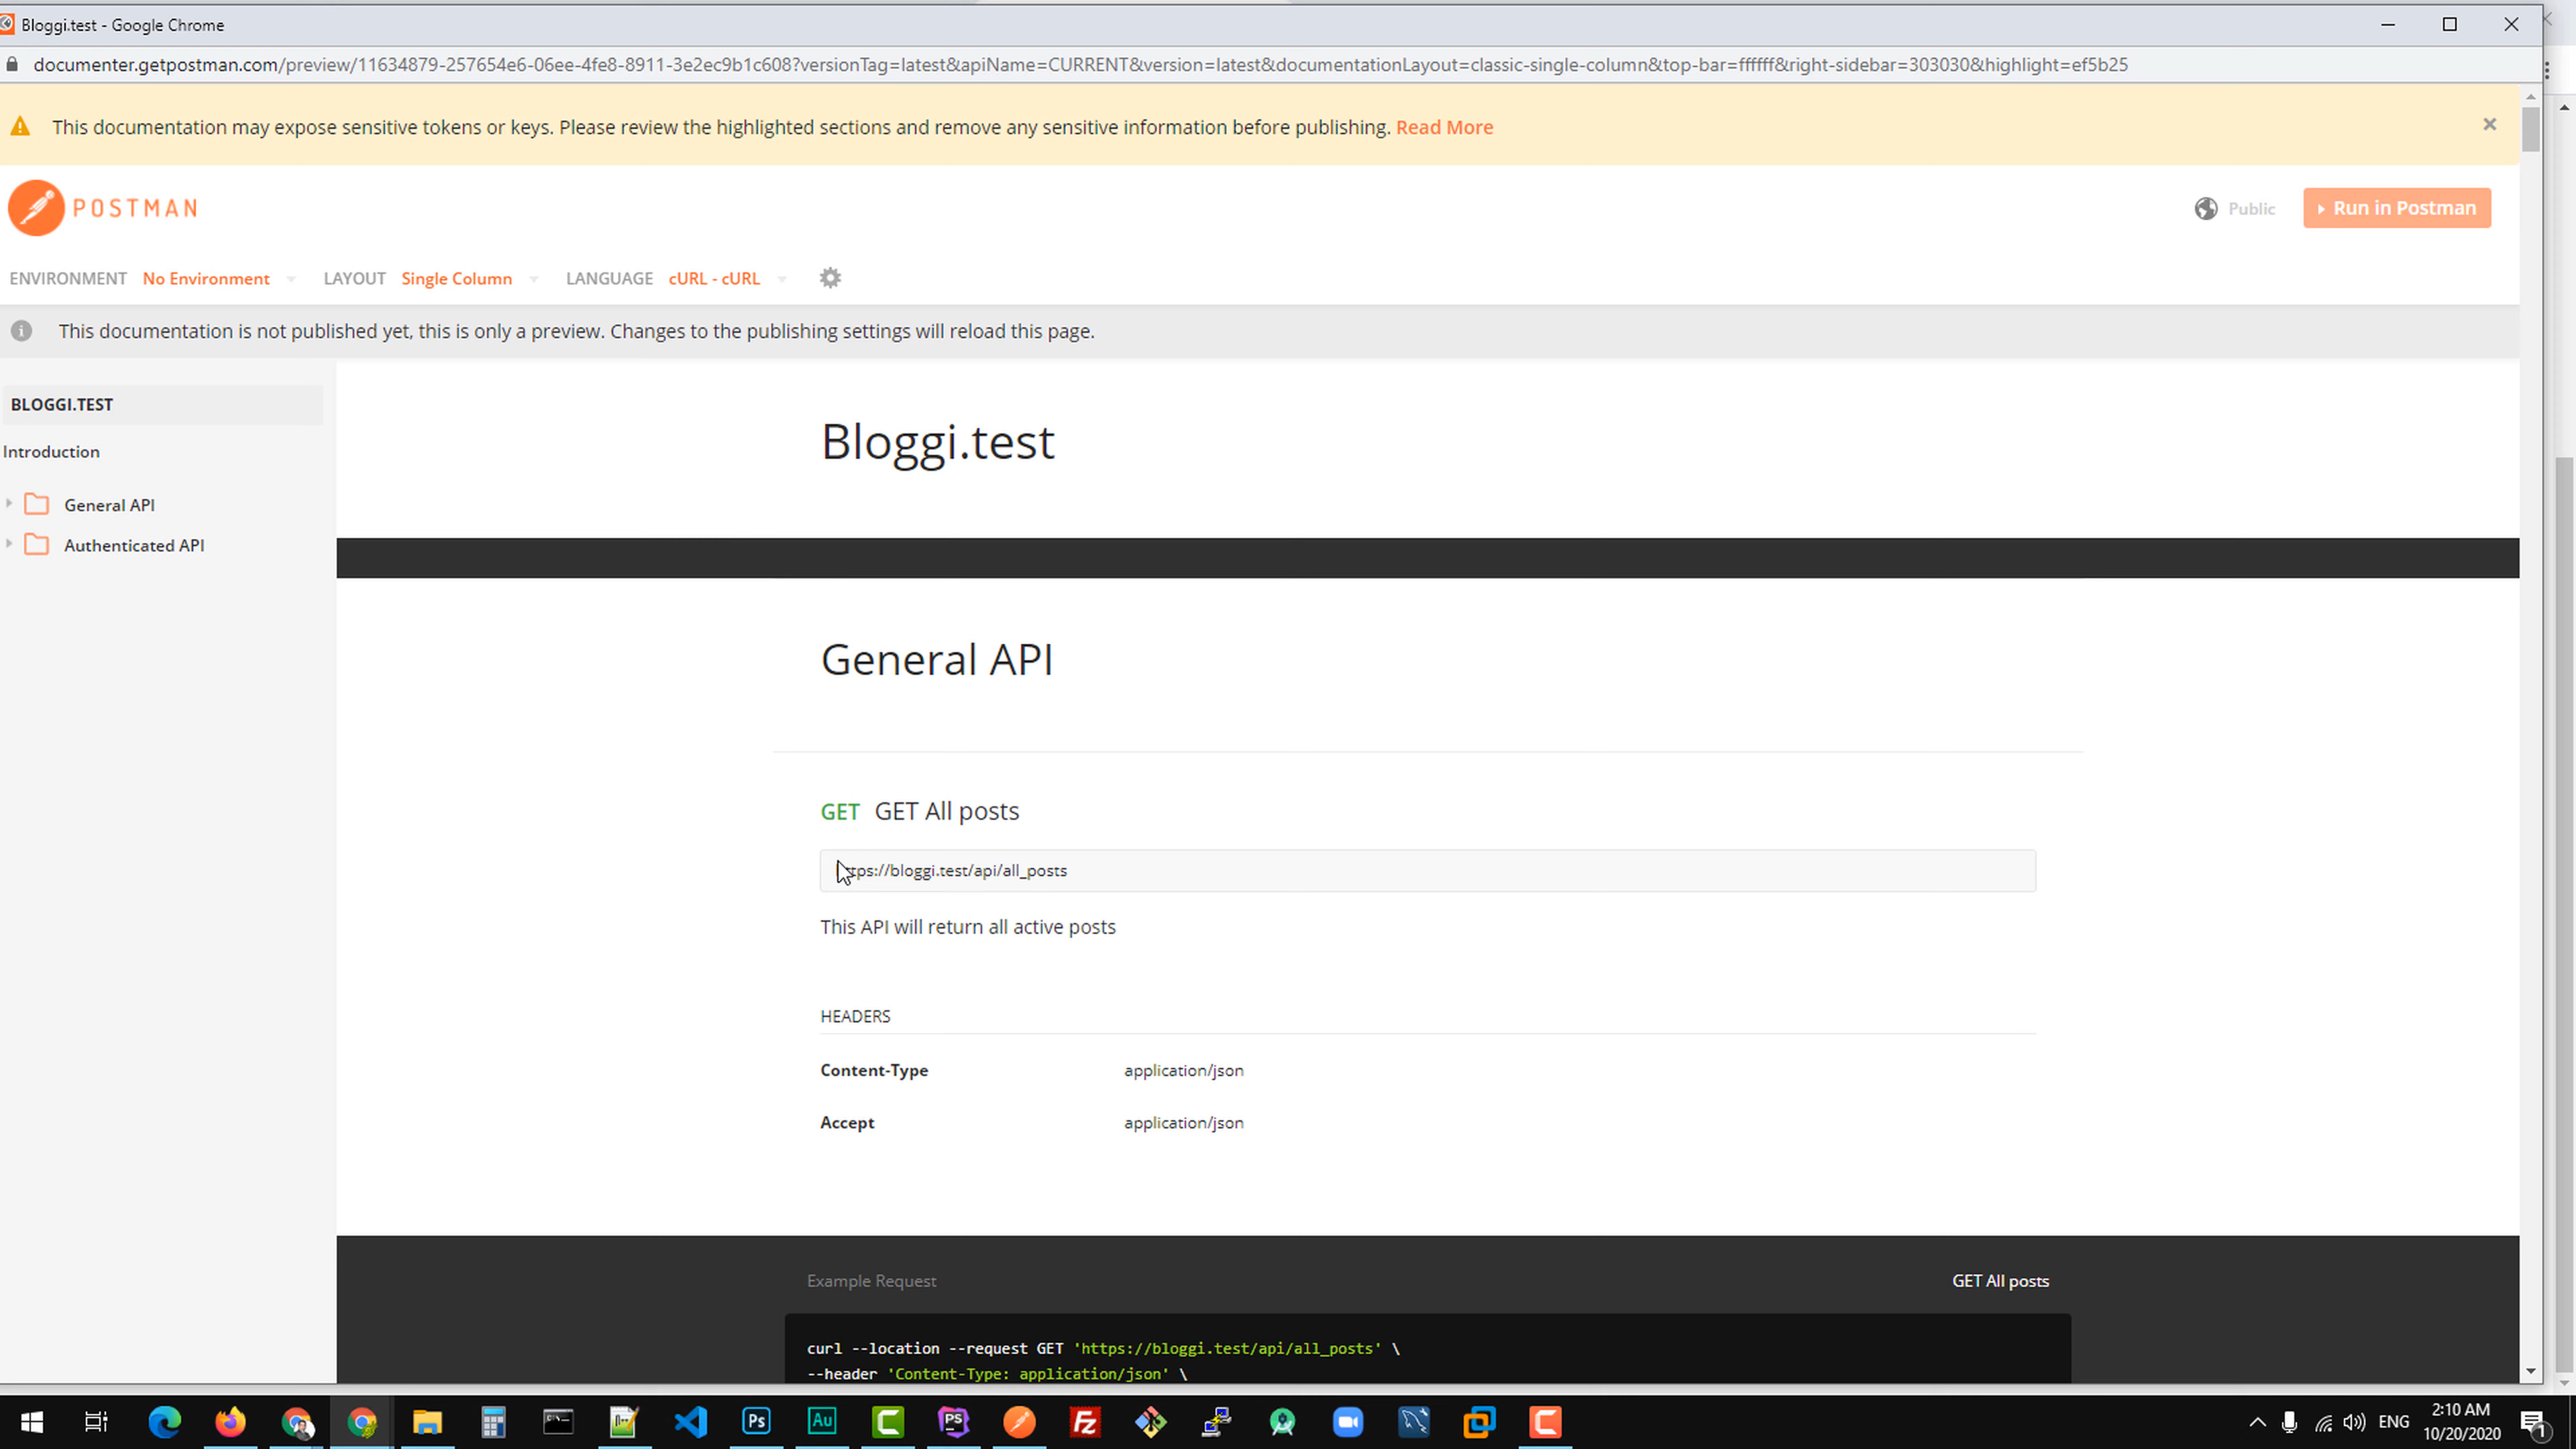 Bloggi.test - Google Chrome
documenter.getpostman.com/preview/11634879-257654e6-06ee-4fe8-8911-3e2ec9b1c608?versionTag=latest&apiName=CURRENT&version=latest&documentationLayout=classic-single-column&top-bar=ffffff&right-sidebar=303030&highlight=ef5b25
This documentation may expose sensitive tokens or keys. Please review the highlighted sections and remove any sensitive information before publishing. Read More
POSTMAN
Public
Run in Postman
ENVIRONMENT No Environment LAYOUT Single Column LANGUAGE cURL - cURL
This documentation is not published yet, this is only a preview. Changes to the publishing settings will reload this page.
BLOGGI.TEST
Introduction
General API
Authenticated API
Bloggi.test
General API
GET GET All posts
https://bloggi.test/api/all_posts
This API will return all active posts
HEADERS
Content-Type application/json
Accept application/json
Example Request GET All posts
curl --location --request GET 'https://bloggi.test/api/all_posts' \
--header 'Content-Type: application/json' \
Ps
Au
PS
Fz
ENG
2:10 AM
10/20/2020
1